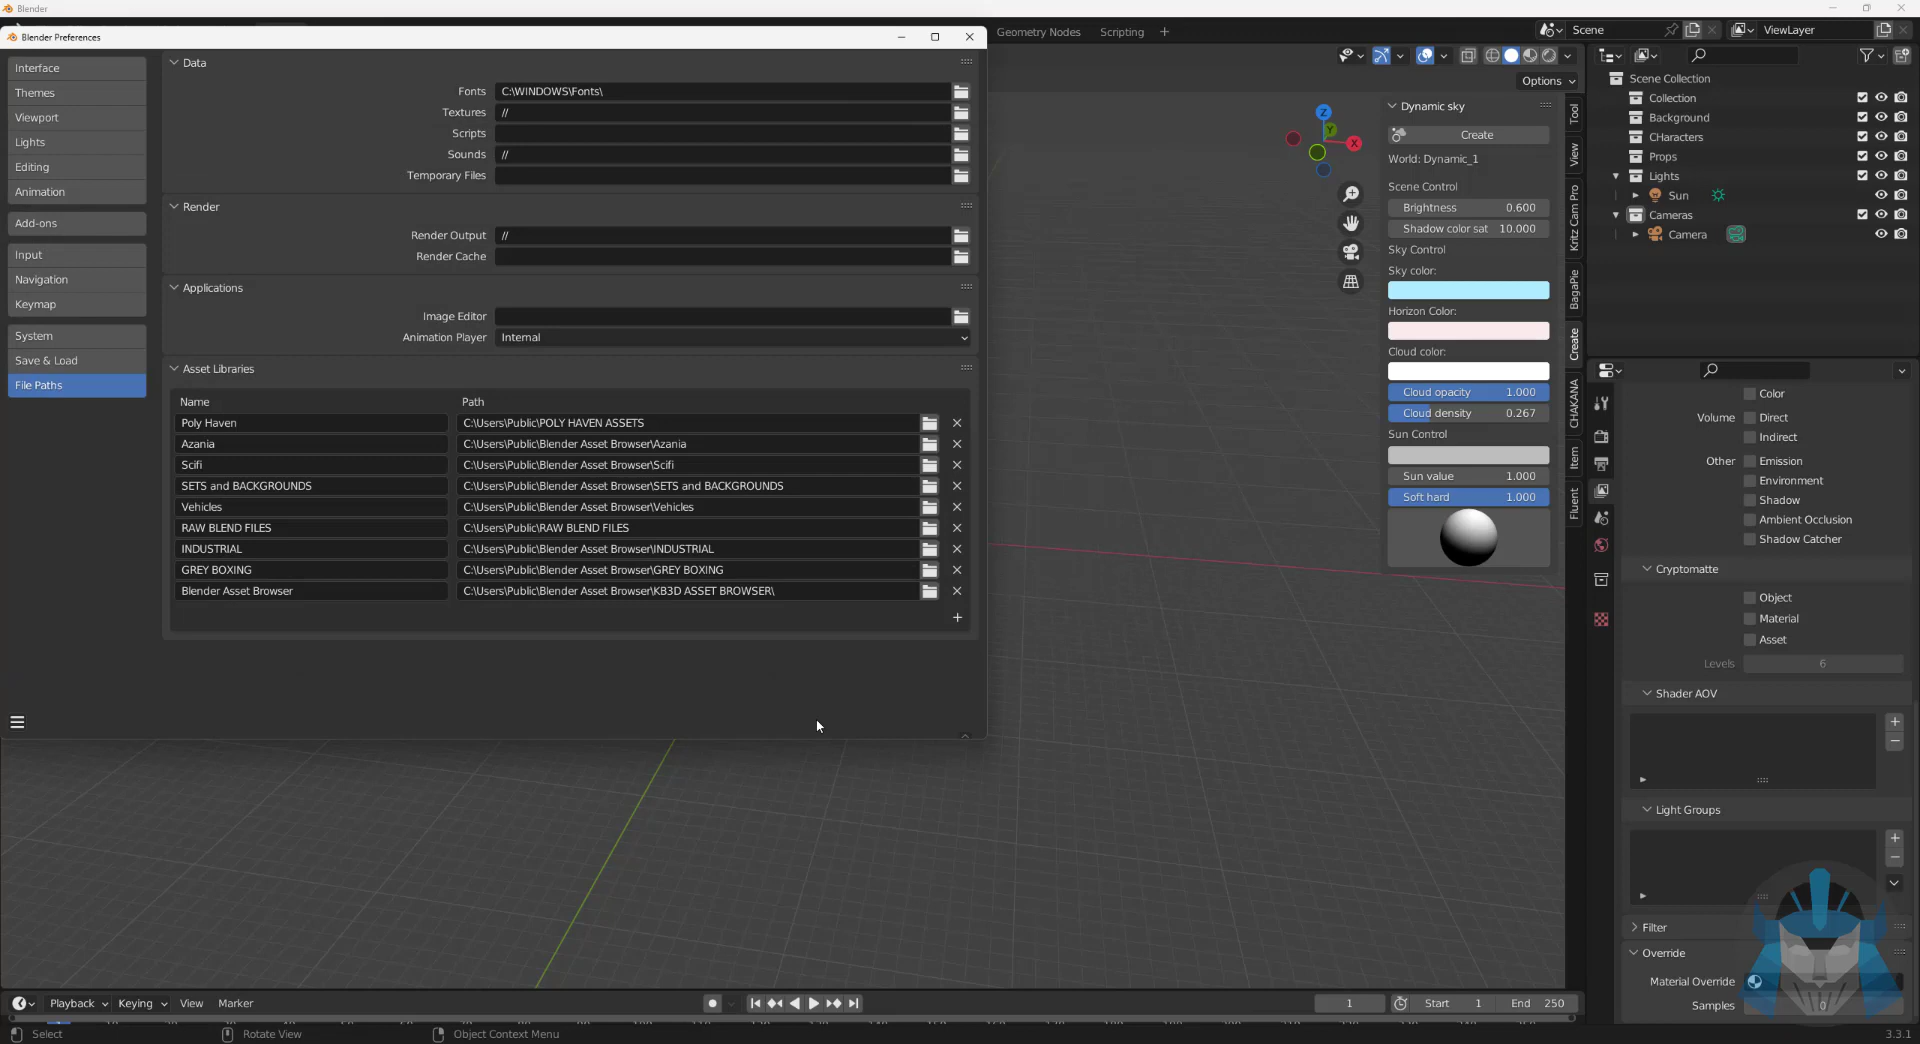 Blender
Blender Preferences
Geometry Nodes
Scripting
Scene
ViewLayer
Options
Interface
Themes
Viewport
Lights
Editing
Animation
Add-ons
Input
Navigation
Keymap
System
Save & Load
File Paths
Data
Fonts C:\WINDOWS\Fonts\
Textures //
Scripts
Sounds //
Temporary Files
Render
Render Output //
Render Cache
Applications
Image Editor
Animation Player Internal
Asset Libraries
Name Path
Poly Haven C:\Users\Public\POLY HAVEN ASSETS
Azania C:\Users\Public\Blender Asset Browser\Azania
Scifi C:\Users\Public\Blender Asset Browser\Scifi
SETS and BACKGROUNDS C:\Users\Public\Blender Asset Browser\SETS and BACKGROUNDS
Vehicles C:\Users\Public\Blender Asset Browser\Vehicles
RAW BLEND FILES C:\Users\Public\RAW BLEND FILES
INDUSTRIAL C:\Users\Public\Blender Asset Browser\INDUSTRIAL
GREY BOXING C:\Users\Public\Blender Asset Browser\GREY BOXING
Blender Asset Browser C:\Users\Public\Blender Asset Browser\KB3D ASSET BROWSER\
Z
Y
X
Dynamic sky
Create
World: Dynamic_1
Scene Control
Brightness 0.600
Shadow color sat 10.000
Sky Control
Sky color:
Horizon Color:
Cloud color:
Cloud opacity 1.000
Cloud density 0.267
Sun Control
Sun value 1.000
Soft hard 1.000
Tool
View
Kritz Cam Pro
BagaPie
Create
CHAKANA
Item
Fluent
Scene Collection
Collection
Background
CHaracters
Props
Lights
Sun
Cameras
Camera
Color
Volume Direct
Indirect
Other Emission
Environment
Shadow
Ambient Occlusion
Shadow Catcher
Cryptomatte
Object
Material
Asset
Levels 6
Shader AOV
Light Groups
Filter
Override
Material Override
Samples 0
Playback
Keying
View
Marker
1
Start 1
End 250
Select
Rotate View
Object Context Menu
3.3.1